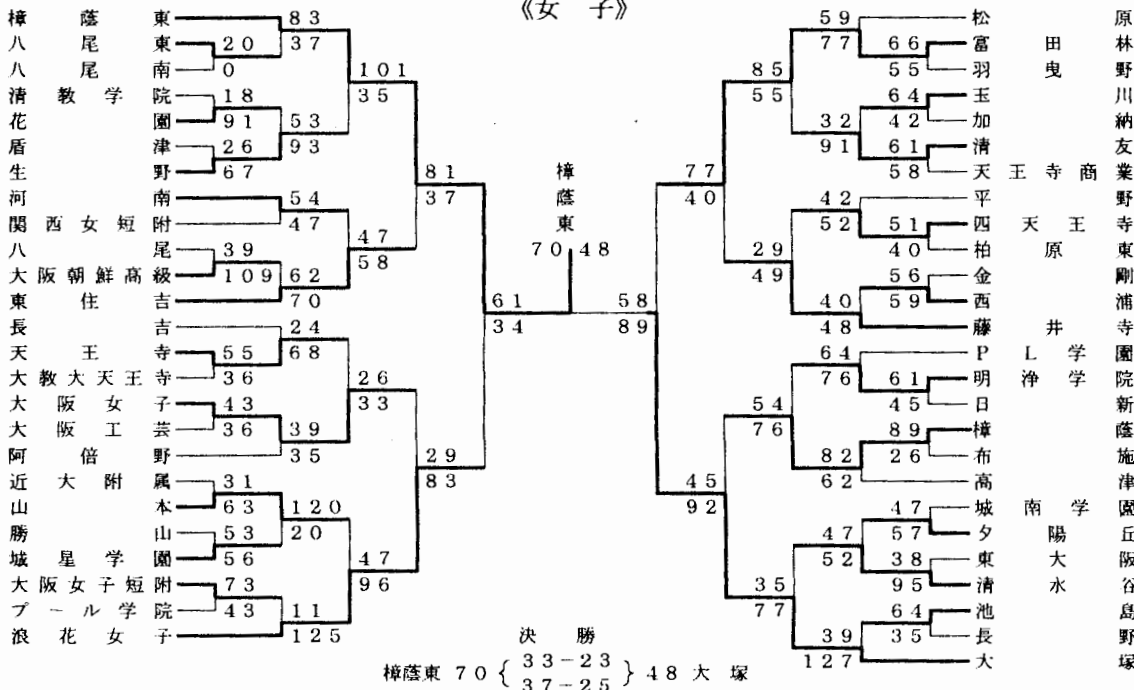 《女子》
樟蔭東 83 59 松原
八尾東 20 37 77 66 富田林
八尾南 0 101 85 55 羽曳野
清教学院 18 35 55 64 玉川
花園 91 53 32 42 加納
盾津 26 93 91 61 清友
生野 67 81 樟 77 58 天王寺商業
河南 54 37 蔭 40 42 平野
関西女短附 47 47 東 52 51 四天王寺
八尾 39 58 70 48 29 40 柏原東
大阪朝鮮高級 109 62 49 56 金剛
東住吉 70 61 58 40 59 西浦
長吉 24 34 89 48 藤井寺
天王寺 55 68 64 PL学園
大教大天王寺 36 26 76 61 明浄学院
大阪女子 43 33 54 45 日新
大阪工芸 36 39 76 89 樟蔭
阿倍野 35 29 82 26 布施
近大附属 31 83 45 62 高津
山本 63 120 92 47 城南学園
勝山 53 20 47 57 夕陽丘
城星学園 56 47 52 38 東大阪
大阪女子短附 73 96 35 95 清水谷
プール学院 43 11 77 64 池島
浪花女子 125 39 35 長野
127 大塚
決勝
樟蔭東 70 { 33-23 37-25 } 48 大塚